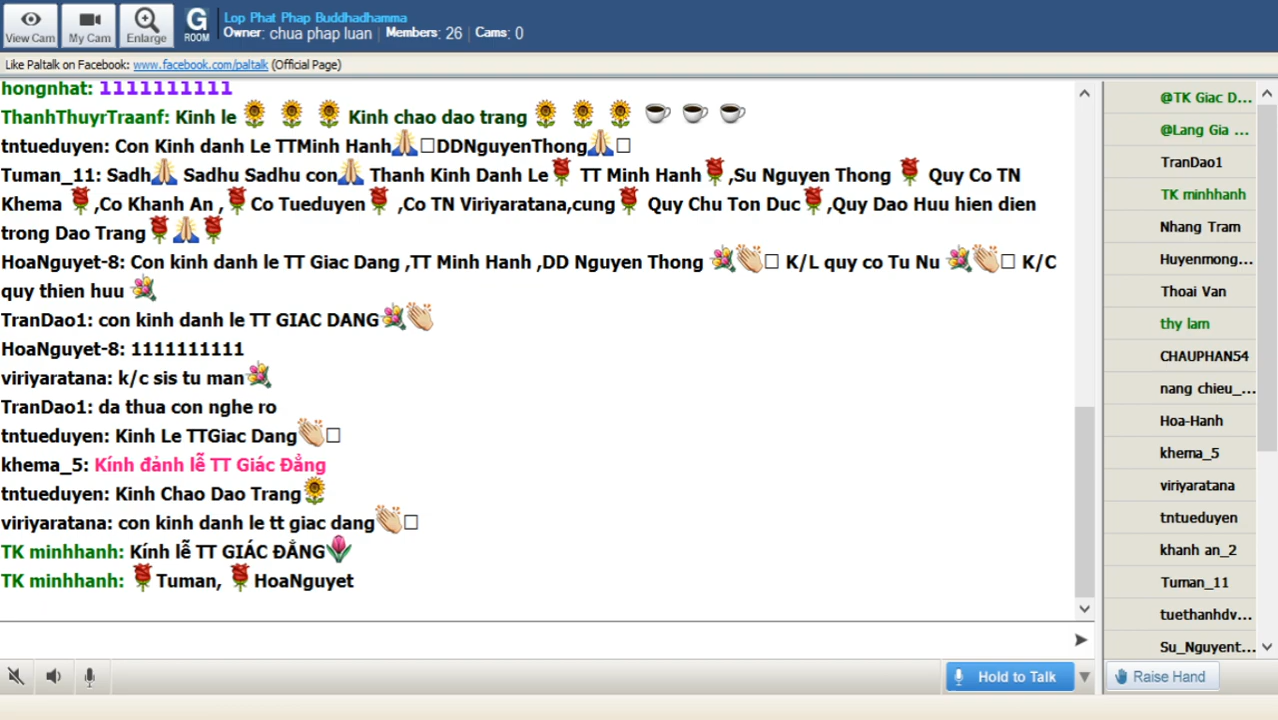 View Cam
My Cam
Enlarge
G
ROOM
Lop Phat Phap Buddhadhamma
Owner: chua phap luan | Members: 26 | Cams: 0
Like Paltalk on Facebook: www.facebook.com/paltalk (Official Page)
hongnhat: 1111111111
ThanhThuyrTraanf: Kinh le 🌻 🌻 🌻 Kinh chao dao trang 🌻 🌻 🌻 ☕ ☕ ☕
tntueduyen: Con Kinh danh Le TTMinh Hanh🙏□DDNguyenThong🙏□
Tuman_11: Sadh🙏 Sadhu Sadhu con🙏 Thanh Kinh Danh Le🌹 TT Minh Hanh🌹,Su Nguyen Thong 🌹 Quy Co TN
Khema 🌹,Co Khanh An ,🌹Co Tueduyen🌹 ,Co TN Viriyaratana,cung🌹 Quy Chu Ton Duc🌹,Quy Dao Huu hien dien
trong Dao Trang🌹🙏🌹
HoaNguyet-8: Con kinh danh le TT Giac Dang ,TT Minh Hanh ,DD Nguyen Thong 💐👏□ K/L quy co Tu Nu 💐👏□ K/C
quy thien huu 💐
TranDao1: con kinh danh le TT GIAC DANG💐👏
HoaNguyet-8: 1111111111
viriyaratana: k/c sis tu man💐
TranDao1: da thua con nghe ro
tntueduyen: Kinh Le TTGiac Dang👏□
khema_5: Kính đảnh lễ TT Giác Đẳng
tntueduyen: Kinh Chao Dao Trang🌻
viriyaratana: con kinh danh le tt giac dang👏□
TK minhhanh: Kính lễ TT GIÁC ĐẲNG🌷
TK minhhanh: 🌹Tuman, 🌹HoaNguyet
@TK Giac D...
@Lang Gia ...
TranDao1
TK minhhanh
Nhang Tram
Huyenmong...
Thoai Van
thy lam
CHAUPHAN54
nang chieu_...
Hoa-Hanh
khema_5
viriyaratana
tntueduyen
khanh an_2
Tuman_11
tuethanhdv...
Su_Nguyent...
Hold to Talk
Raise Hand